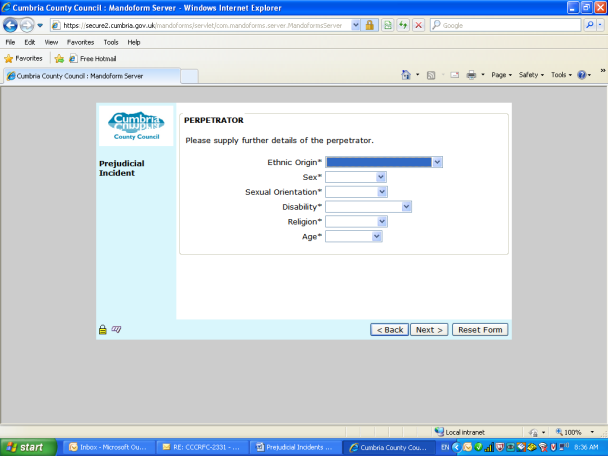 Cumbria County Council : Mandoform Server - Windows Internet Explorer
https://secure2.cumbria.gov.uk/mandoforms/servlet/com.mandoforms.server.MandoformsServer
Google
File Edit View Favorites Tools Help
Favorites Free Hotmail
Cumbria County Council : Mandoform Server
Page Safety Tools »
Cumbria
County Council
PERPETRATOR
Please supply further details of the perpetrator.
Prejudicial
Incident
Ethnic Origin*
Sex*
Sexual Orientation*
Disability*
Religion*
Age*
< Back Next > Reset Form
Local intranet 100%
start Inbox - Microsoft Ou... RE: CCCRFC-2331 - ... Prejudicial Incidents ... Cumbria County Cou... EN 8:36 AM